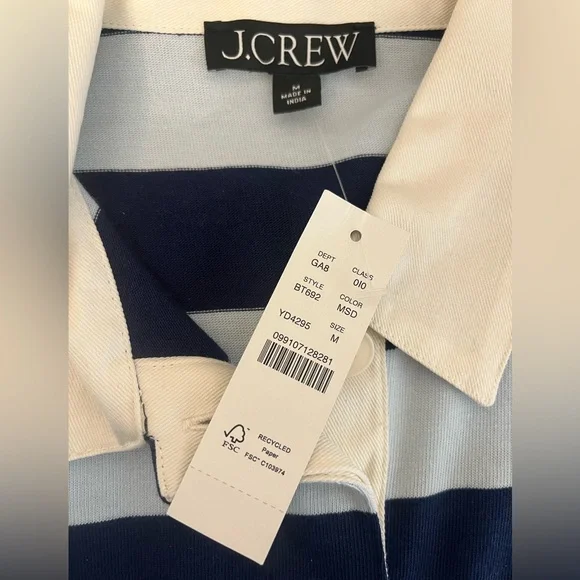 J.CREW
M
MADE IN
INDIA
DEPT CLASS
GA8 010
STYLE COLOR
BT692 MSD
SIZE
YD4295 M
099107128281
RECYCLED
Paper
FSC FSC® C103974